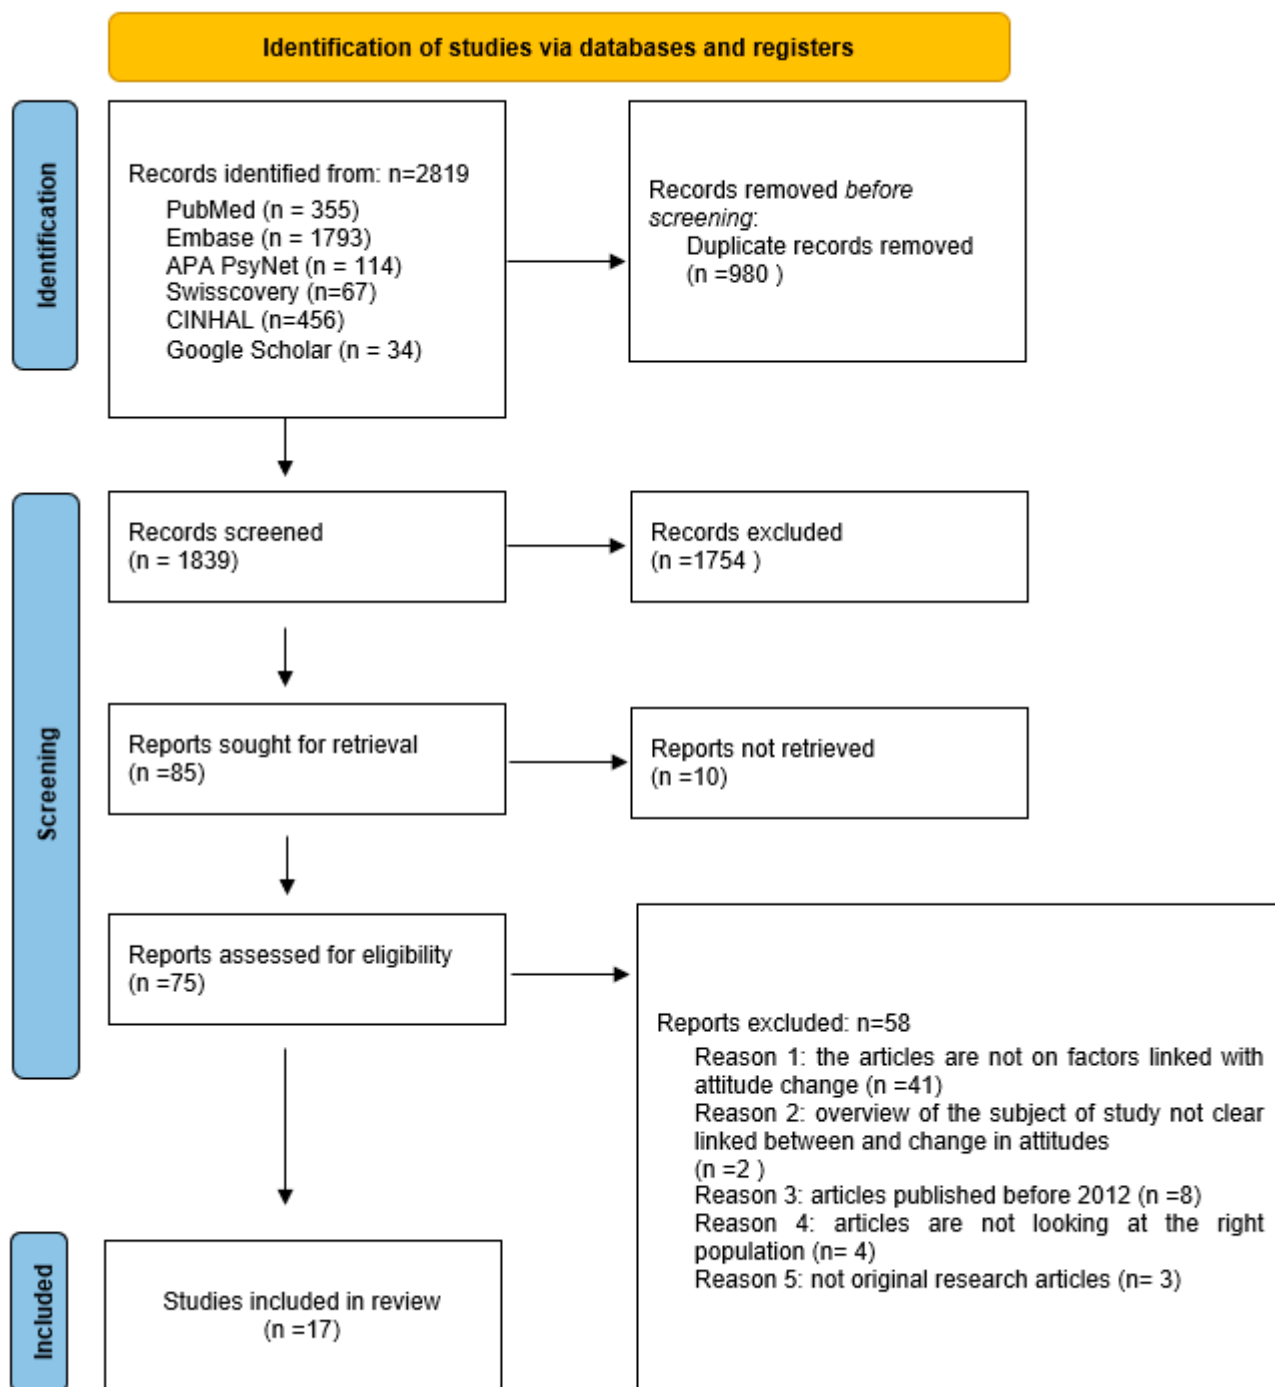 Identification of studies via databases and registers
Identification
Records identified from: n=2819
PubMed (n = 355)
Embase (n = 1793)
APA PsyNet (n = 114)
Swisscovery (n=67)
CINHAL (n=456)
Google Scholar (n = 34)
Records removed before
screening:
Duplicate records removed
(n =980 )
Screening
Records screened
(n = 1839)
Records excluded
(n =1754 )
Reports sought for retrieval
(n =85)
Reports not retrieved
(n =10)
Reports assessed for eligibility
(n =75)
Reports excluded: n=58
Reason 1: the articles are not on factors linked with
attitude change (n =41)
Reason 2: overview of the subject of study not clear
linked between and change in attitudes
(n =2 )
Reason 3: articles published before 2012 (n =8)
Reason 4: articles are not looking at the right
population (n= 4)
Reason 5: not original research articles (n= 3)
Included
Studies included in review
(n =17)